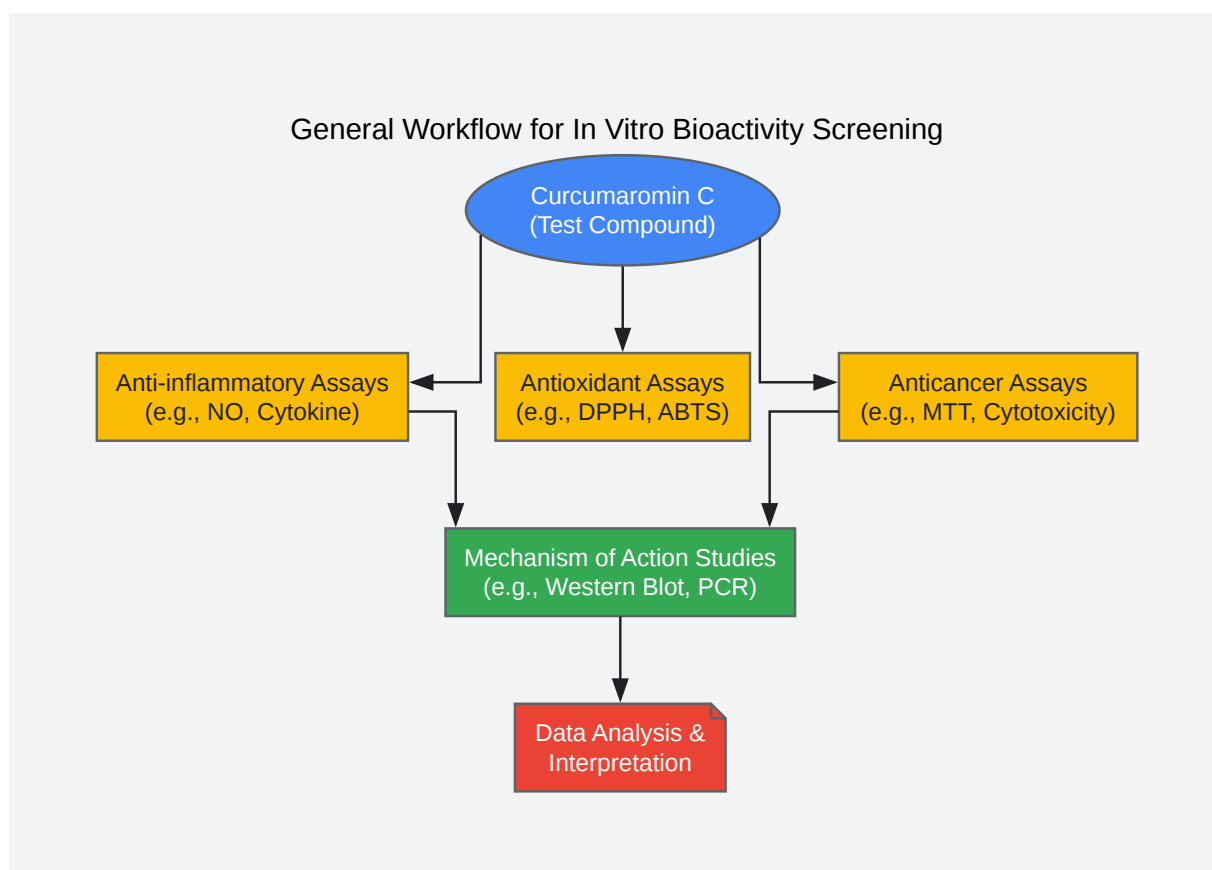 General Workflow for In Vitro Bioactivity Screening
Curcumaromin C
(Test Compound)
Anti-inflammatory Assays
(e.g., NO, Cytokine)
Antioxidant Assays
(e.g., DPPH, ABTS)
Anticancer Assays
(e.g., MTT, Cytotoxicity)
Mechanism of Action Studies
(e.g., Western Blot, PCR)
Data Analysis &
Interpretation